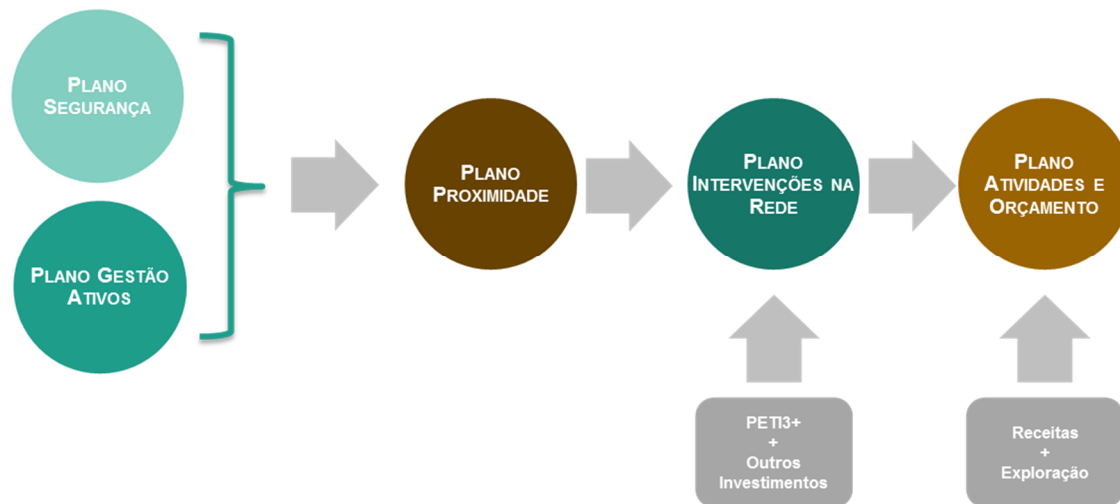 PLANO
SEGURANÇA
PLANO GESTÃO
ATIVOS
PLANO
PROXIMIDADE
PLANO
INTERVENÇÕES NA
REDE
PLANO
ATIVIDADES E
ORÇAMENTO
PETI3+
+
Outros
Investimentos
Receitas
+
Exploração